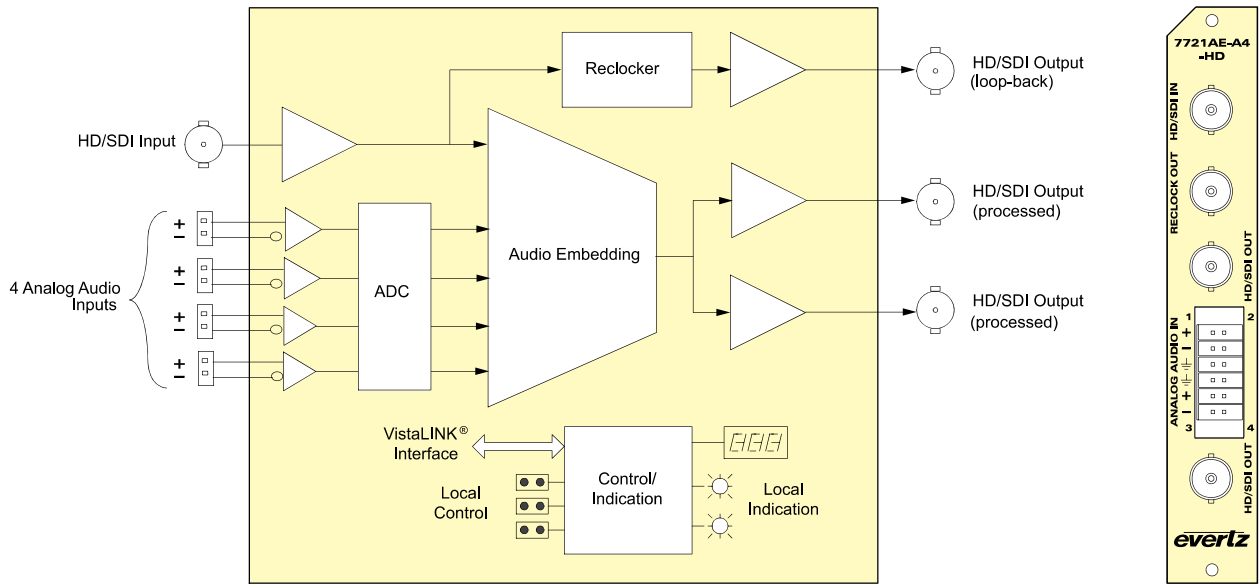 Reclocker
HD/SDI Output
(loop-back)
HD/SDI Input
HD/SDI Output
(processed)
+
−
+
−
+
−
+
−
4 Analog Audio
Inputs
ADC
Audio Embedding
HD/SDI Output
(processed)
VistaLINK®
Interface
Local
Control
Control/
Indication
Local
Indication
7721AE-A4
-HD
HD/SDI IN
RECLOCK OUT
HD/SDI OUT
ANALOG AUDIO IN
1
2
+
−
+
−
3
4
HD/SDI OUT
evertz